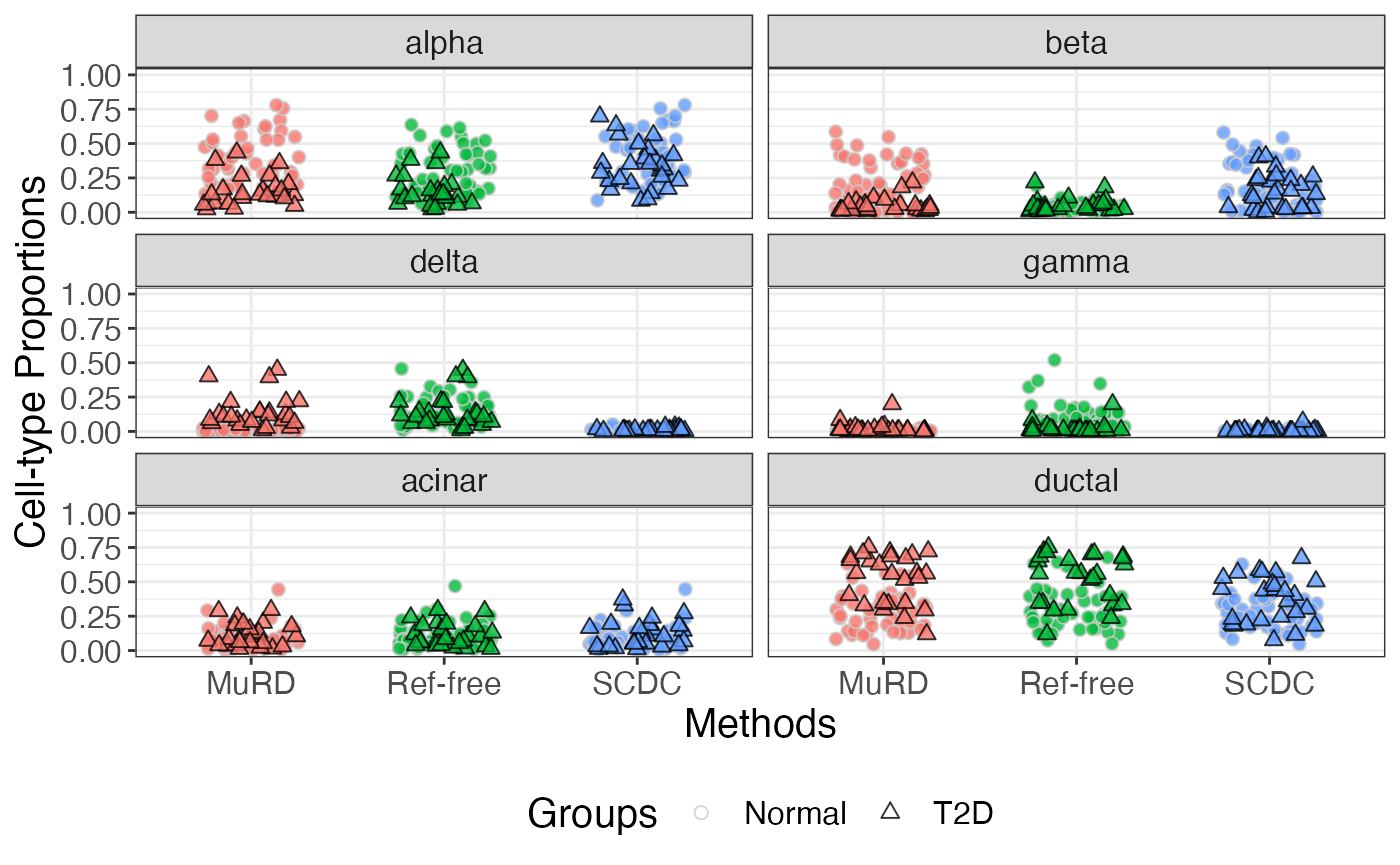 alpha
beta
1.00
0.75
0.50
0.25
0.00
delta
gamma
1.00
0.75
0.50
0.25
0.00
acinar
ductal
1.00
0.75
0.50
0.25
0.00
Cell-type Proportions
MuRD Ref-free SCDC
MuRD Ref-free SCDC
Methods
Groups Normal T2D